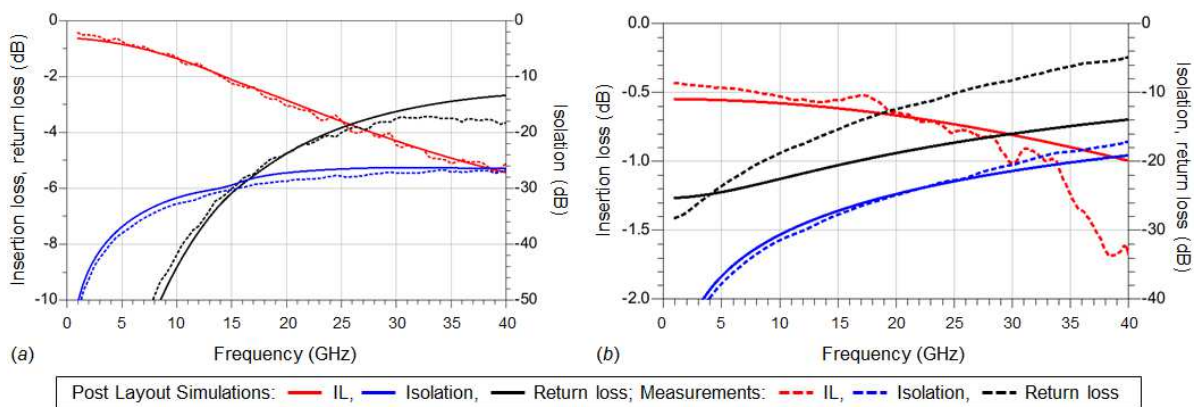 0
-2
-4
-6
-8
-10
Insertion loss, return loss (dB)
0
-10
-20
-30
-40
-50
Isolation (dB)
0 5 10 15 20 25 30 35 40
Frequency (GHz)
(a)
0.0
-0.5
-1.0
-1.5
-2.0
Insertion loss (dB)
0
-10
-20
-30
-40
Isolation, return loss (dB)
0 5 10 15 20 25 30 35 40
Frequency (GHz)
(b)
Post Layout Simulations: IL, Isolation, Return loss; Measurements: IL, Isolation, Return loss